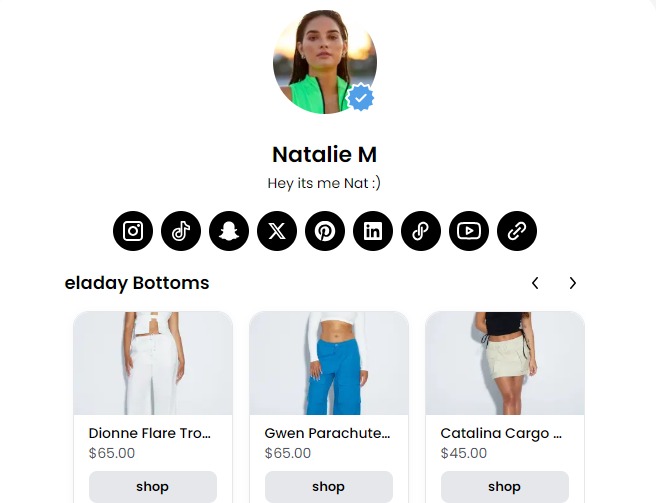 Natalie M
Hey its me Nat :)
eladay Bottoms
Dionne Flare Tro...
$65.00
shop
Gwen Parachute...
$65.00
shop
Catalina Cargo ...
$45.00
shop